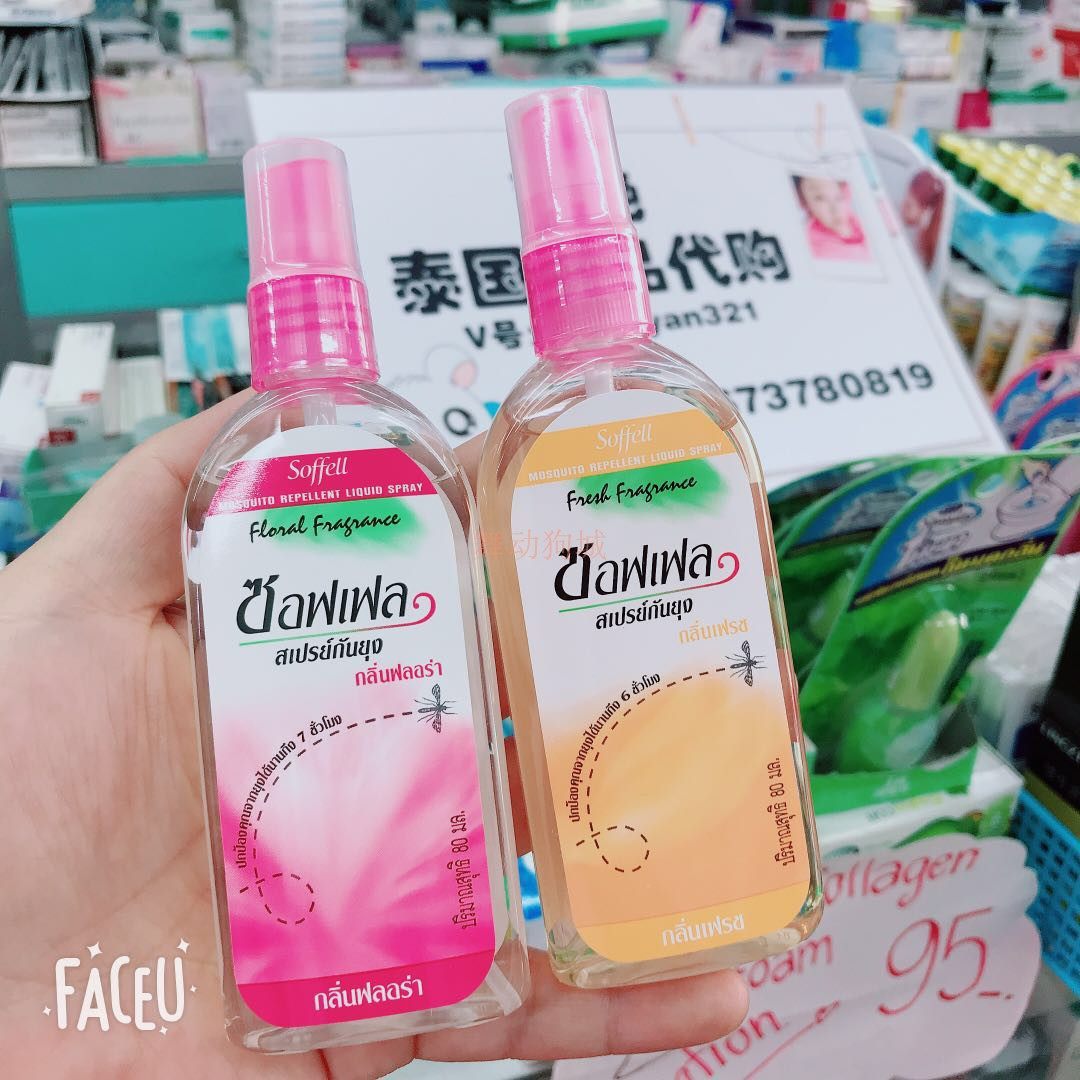 泰国
品代购
V号
yan321
Q
73780819
Soffell
MOSQUITO REPELLENT LIQUID SPRAY
Floral Fragrance
ซอฟเฟล
สเปรย์กันยุง
กลิ่นฟลอร่า
ปกป้องคุณจากยุงได้นานถึง 7 ชั่วโมง
ปริมาณสุทธิ 80 มล.
กลิ่นฟลอร่า
Soffell
MOSQUITO REPELLENT LIQUID SPRAY
Fresh Fragrance
ซอฟเฟล
สเปรย์กันยุง
กลิ่นเฟรช
ปกป้องคุณจากยุงได้นานถึง 6 ชั่วโมง
ปริมาณสุทธิ 80 มล.
กลิ่นเฟรช
动狗城
ollagen
oam
95.-
FACEU